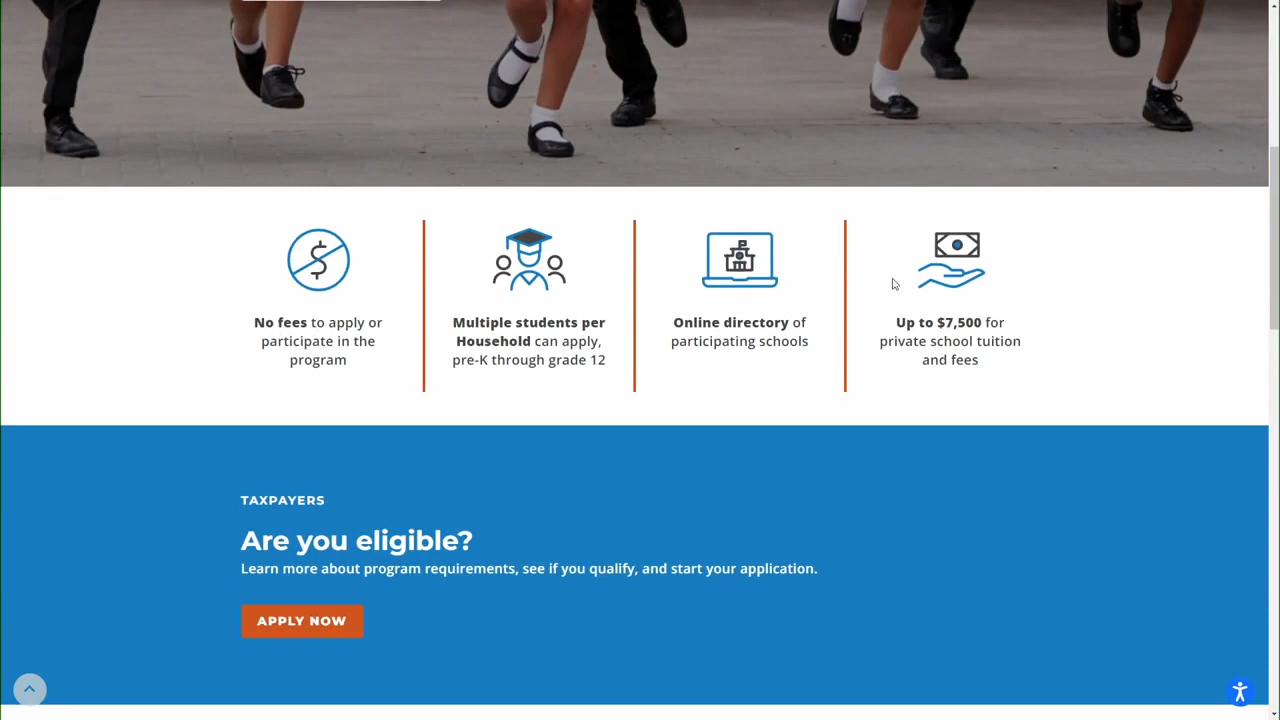 No fees to apply or
participate in the
program
Multiple students per
Household can apply,
pre-K through grade 12
Online directory of
participating schools
Up to $7,500 for
private school tuition
and fees
TAXPAYERS
Are you eligible?
Learn more about program requirements, see if you qualify, and start your application.
APPLY NOW